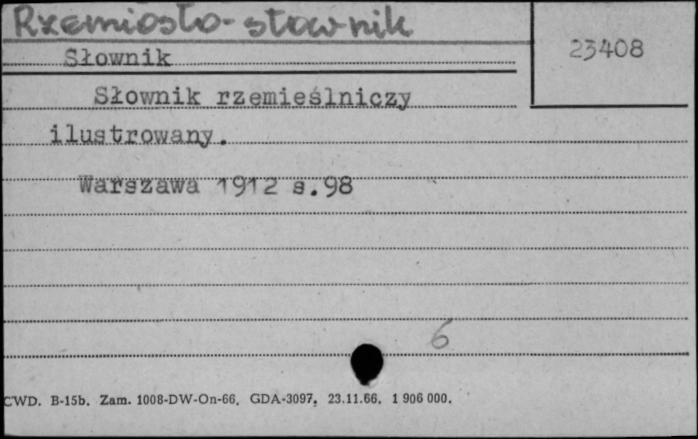 Rzemiosło-słownik
23408
Słownik
Słownik rzemieślniczy
ilustrowany.
Warszawa 1912 s.98
6
CWD. B-15b. Zam. 1008-DW-On-66. GDA-3097. 23.11.66. 1 906 000.